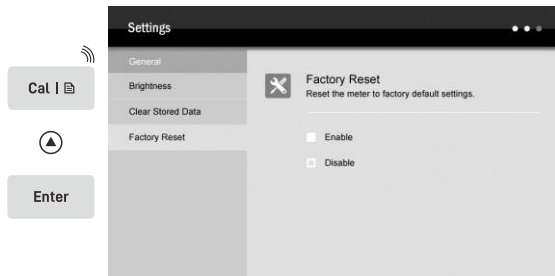 Settings
General
Brightness
Clear Stored Data
Factory Reset
Factory Reset
Reset the meter to factory default settings.
Enable
Disable
Cal |
Enter